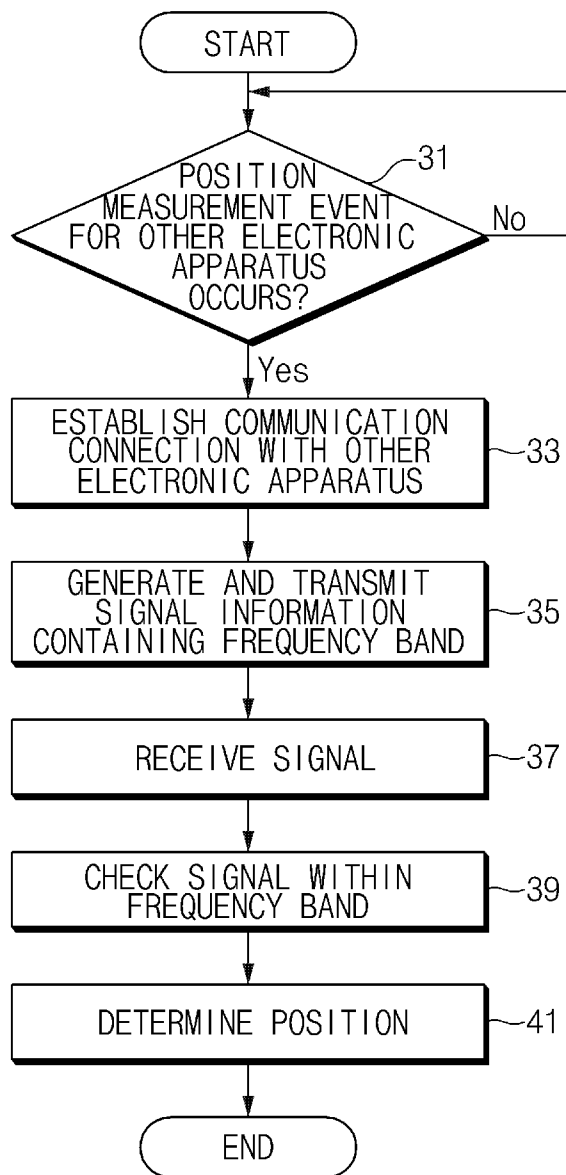 START
31
POSITION
MEASUREMENT EVENT
FOR OTHER ELECTRONIC
APPARATUS
OCCURS?
No
Yes
ESTABLISH COMMUNICATION
CONNECTION WITH OTHER
ELECTRONIC APPARATUS
33
GENERATE AND TRANSMIT
SIGNAL INFORMATION
CONTAINING FREQUENCY BAND
35
RECEIVE SIGNAL
37
CHECK SIGNAL WITHIN
FREQUENCY BAND
39
DETERMINE POSITION
41
END